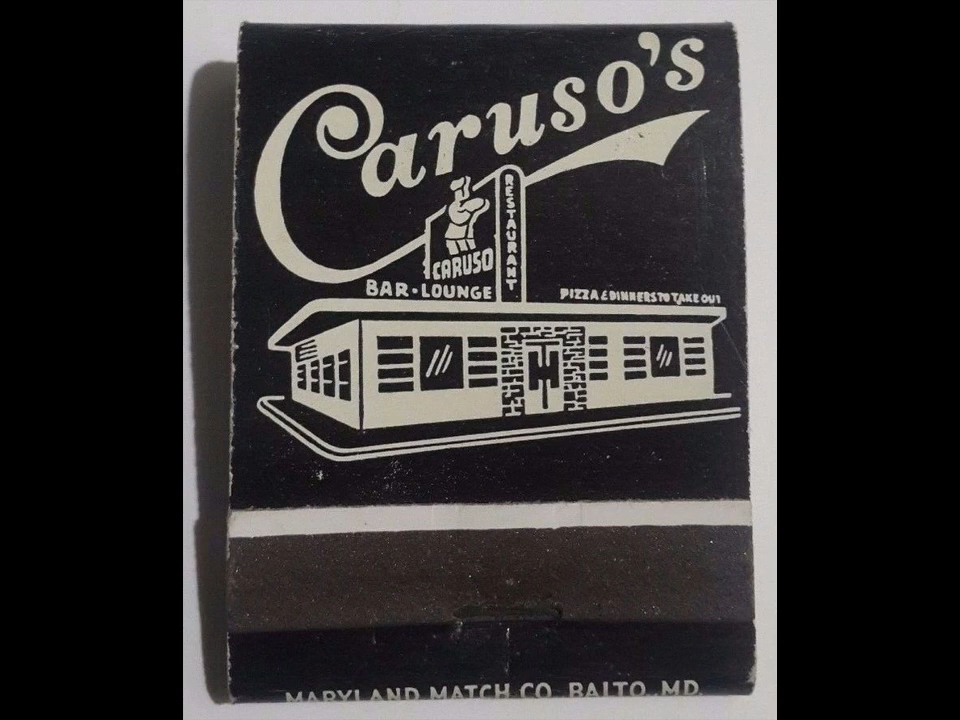 Caruso's
RESTAURANT
CARUSO
BAR-LOUNGE
PIZZA & DINNERS TO TAKE OUT
MARYLAND MATCH CO. BALTO., MD.